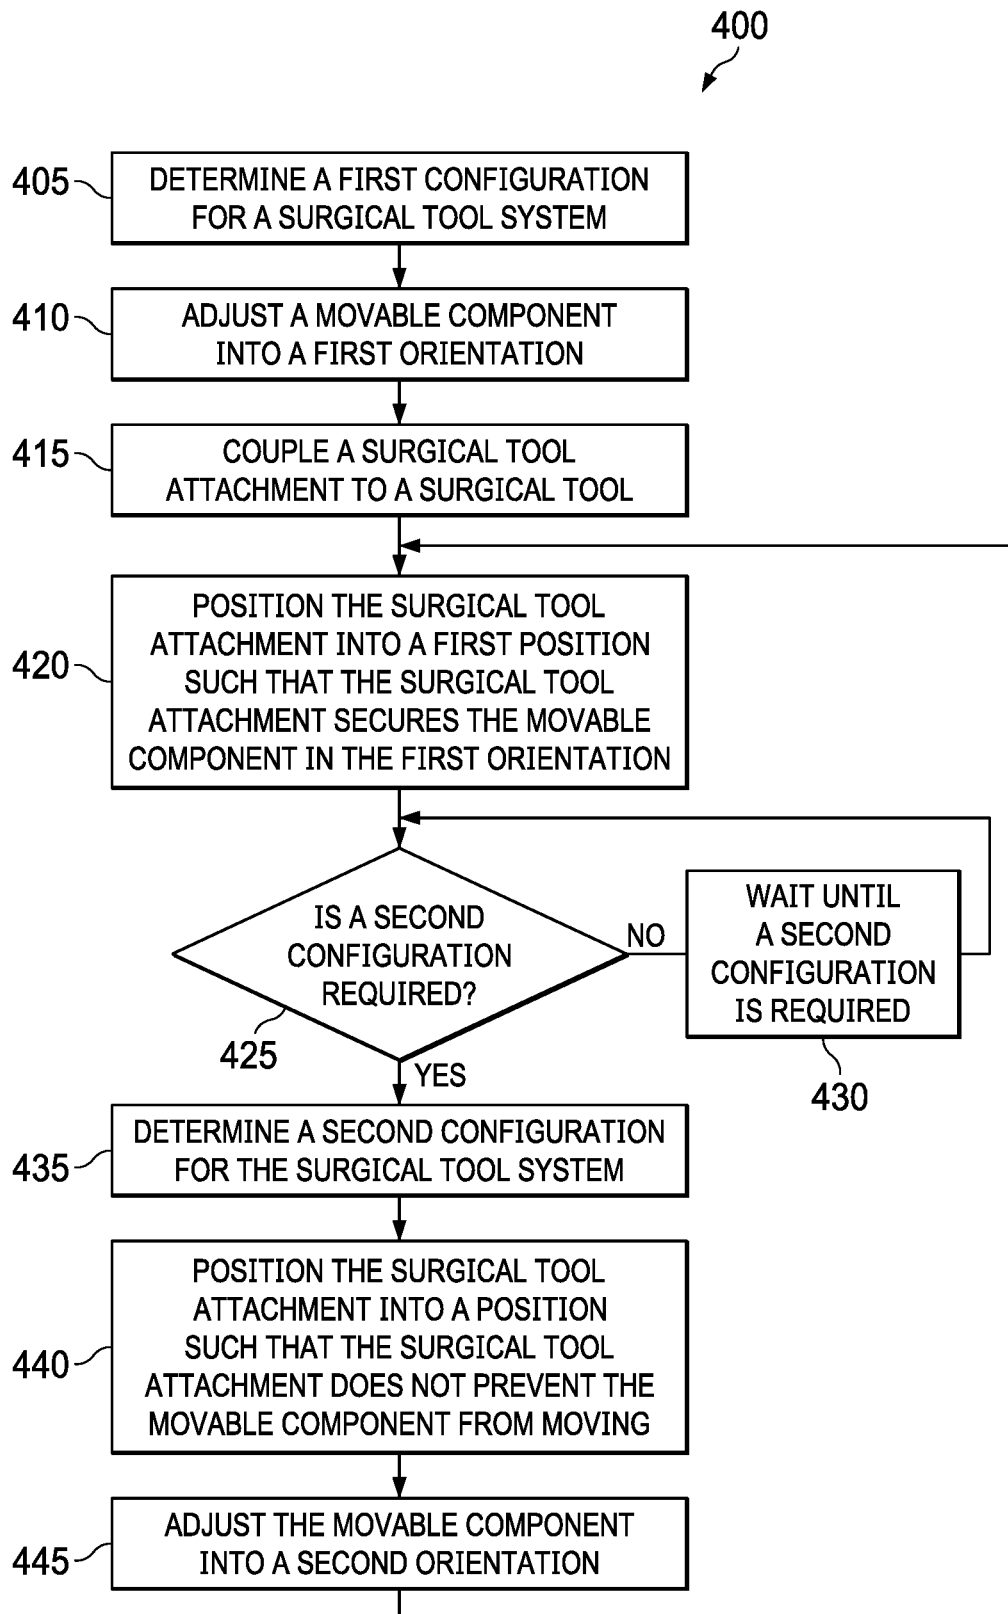 400
405
DETERMINE A FIRST CONFIGURATION
FOR A SURGICAL TOOL SYSTEM
410
ADJUST A MOVABLE COMPONENT
INTO A FIRST ORIENTATION
415
COUPLE A SURGICAL TOOL
ATTACHMENT TO A SURGICAL TOOL
420
POSITION THE SURGICAL TOOL
ATTACHMENT INTO A FIRST POSITION
SUCH THAT THE SURGICAL TOOL
ATTACHMENT SECURES THE MOVABLE
COMPONENT IN THE FIRST ORIENTATION
IS A SECOND
CONFIGURATION
REQUIRED?
425
NO
WAIT UNTIL
A SECOND
CONFIGURATION
IS REQUIRED
430
YES
435
DETERMINE A SECOND CONFIGURATION
FOR THE SURGICAL TOOL SYSTEM
440
POSITION THE SURGICAL TOOL
ATTACHMENT INTO A POSITION
SUCH THAT THE SURGICAL TOOL
ATTACHMENT DOES NOT PREVENT THE
MOVABLE COMPONENT FROM MOVING
445
ADJUST THE MOVABLE COMPONENT
INTO A SECOND ORIENTATION